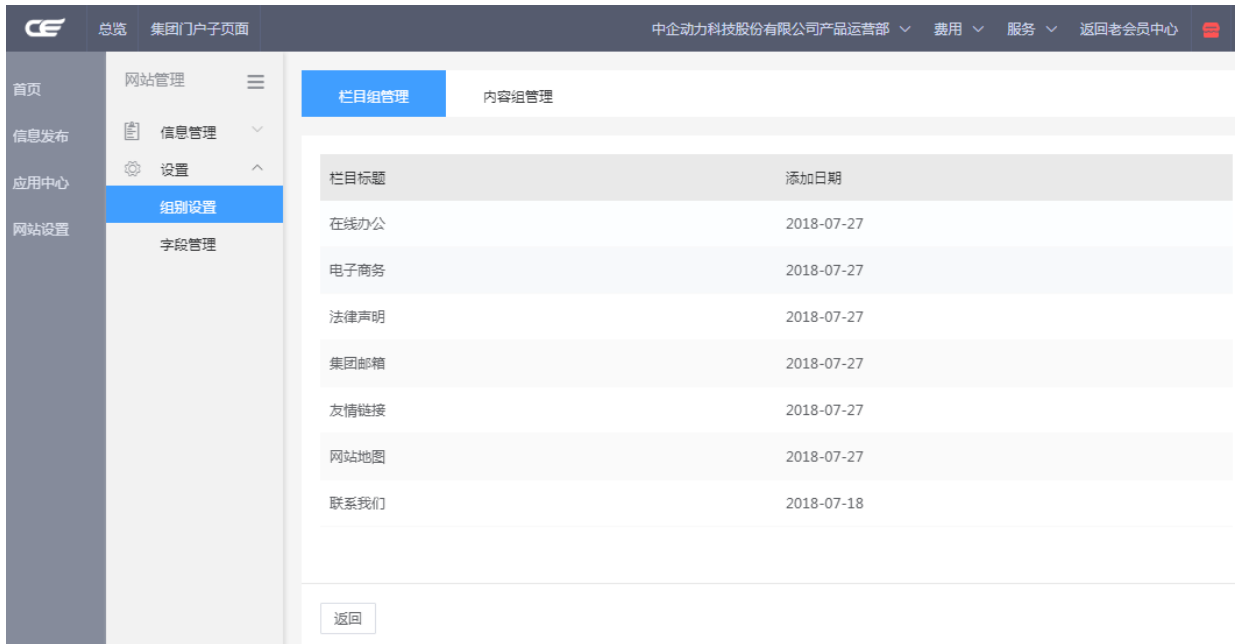 CE 总览 集团门户子页面 中企动力科技股份有限公司产品运营部 费用 服务 返回老会员中心
首页
信息发布
应用中心
网站设置
网站管理
信息管理
设置
组别设置
字段管理
栏目组管理 内容组管理
栏目标题 添加日期
在线办公 2018-07-27
电子商务 2018-07-27
法律声明 2018-07-27
集团邮箱 2018-07-27
友情链接 2018-07-27
网站地图 2018-07-27
联系我们 2018-07-18
返回